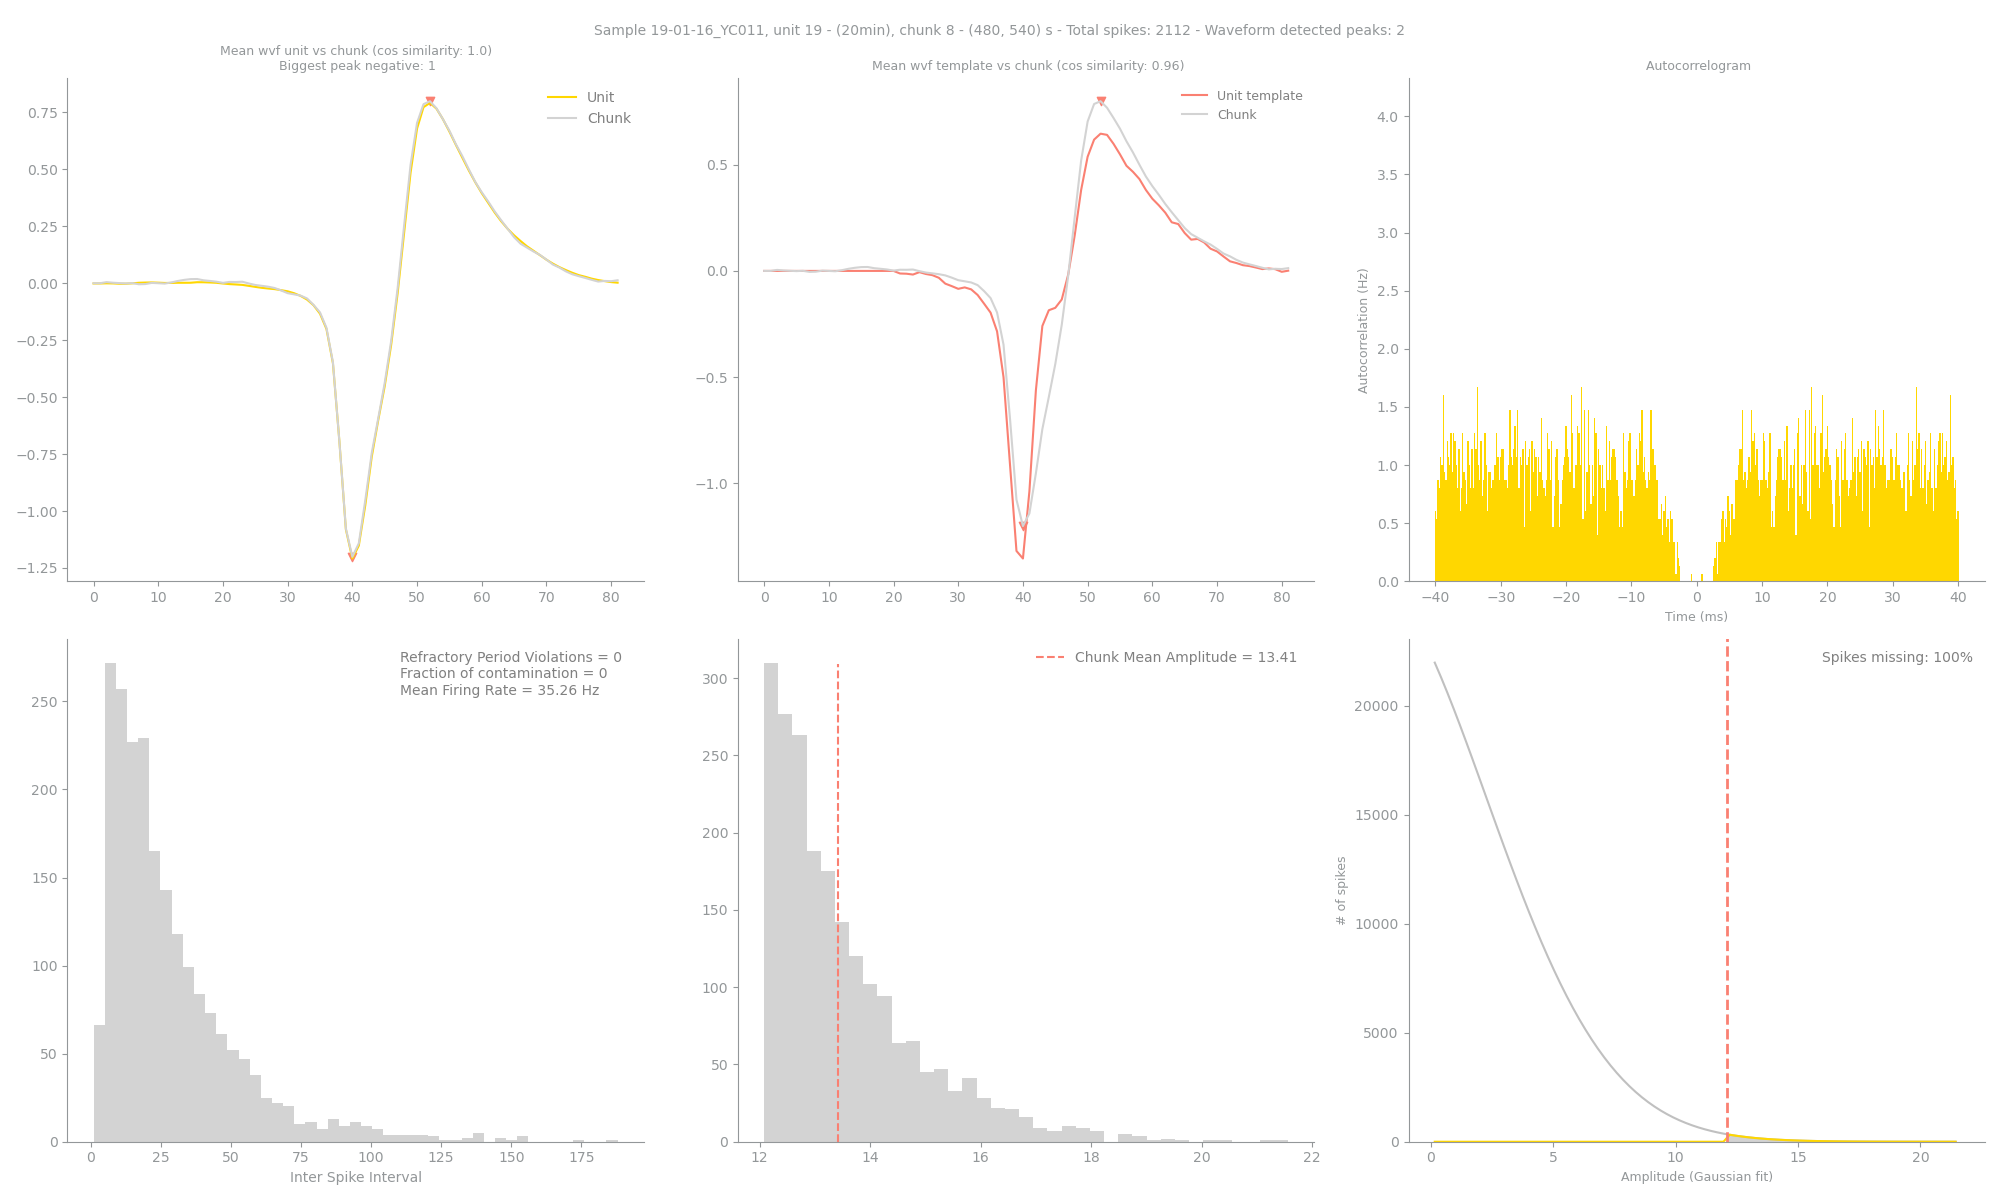 Sample 19-01-16_YC011, unit 19 - (20min), chunk 8 - (480, 540) s - Total spikes: 2112 - Waveform detected peaks: 2
Mean wvf unit vs chunk (cos similarity: 1.0)
Biggest peak negative: 1
Unit
Chunk
0.75
0.50
0.25
0.00
−0.25
−0.50
−0.75
−1.00
−1.25
0 10 20 30 40 50 60 70 80
Mean wvf template vs chunk (cos similarity: 0.96)
Unit template
Chunk
0.5
0.0
−0.5
−1.0
0 10 20 30 40 50 60 70 80
Autocorrelogram
Autocorrelation (Hz)
4.0
3.5
3.0
2.5
2.0
1.5
1.0
0.5
0.0
−40 −30 −20 −10 0 10 20 30 40
Time (ms)
Refractory Period Violations = 0
Fraction of contamination = 0
Mean Firing Rate = 35.26 Hz
250
200
150
100
50
0
0 25 50 75 100 125 150 175
Inter Spike Interval
Chunk Mean Amplitude = 13.41
300
250
200
150
100
50
0
12 14 16 18 20 22
Spikes missing: 100%
# of spikes
20000
15000
10000
5000
0
0 5 10 15 20
Amplitude (Gaussian fit)